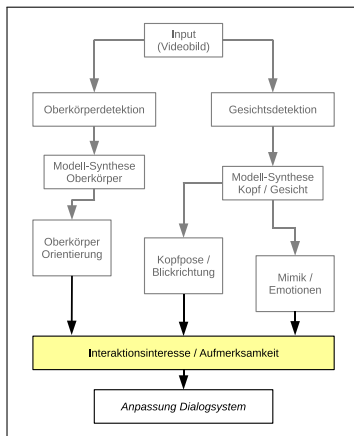 Input
(Videobild)
Oberkörperdetektion
Gesichtsdetektion
Modell-Synthese
Oberkörper
Modell-Synthese
Kopf / Gesicht
Oberkörper
Orientierung
Kopfpose /
Blickrichtung
Mimik /
Emotionen
Interaktionsinteresse / Aufmerksamkeit
Anpassung Dialogsystem